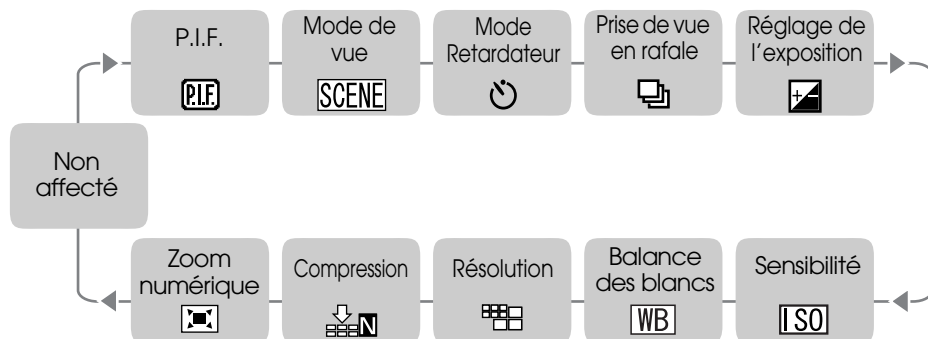 P.I.F.
P.I.F.
Mode de
vue
SCENE
Mode
Retardateur
Prise de vue
en rafale
Réglage de
l'exposition
Non
affecté
Zoom
numérique
Compression
N
Résolution
Balance
des blancs
WB
Sensibilité
ISO